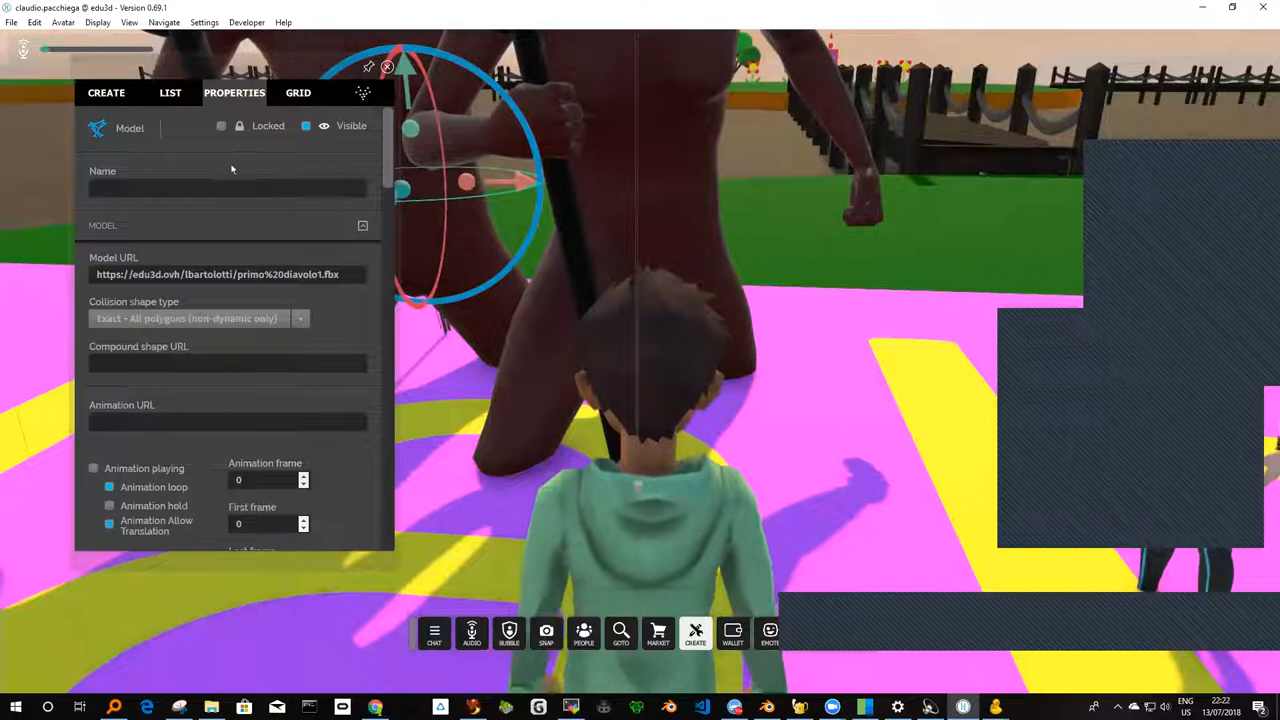 claudio.pacchiega @ edu3d - Version 0.69.1
File Edit Avatar Display View Navigate Settings Developer Help
CREATE LIST PROPERTIES GRID
Model Locked Visible
Name
MODEL
Model URL
https://edu3d.ovh/lbartolotti/primo%20diavolo1.fbx
Collision shape type
Exact - All polygons (non-dynamic only)
Compound shape URL
Animation URL
Animation playing
Animation loop
Animation hold
Animation Allow
Translation
Animation frame
0
First frame
0
CHAT AUDIO BUBBLE SNAP PEOPLE GOTO MARKET CREATE WALLET EMOTE
ENG
US
22:22
13/07/2018